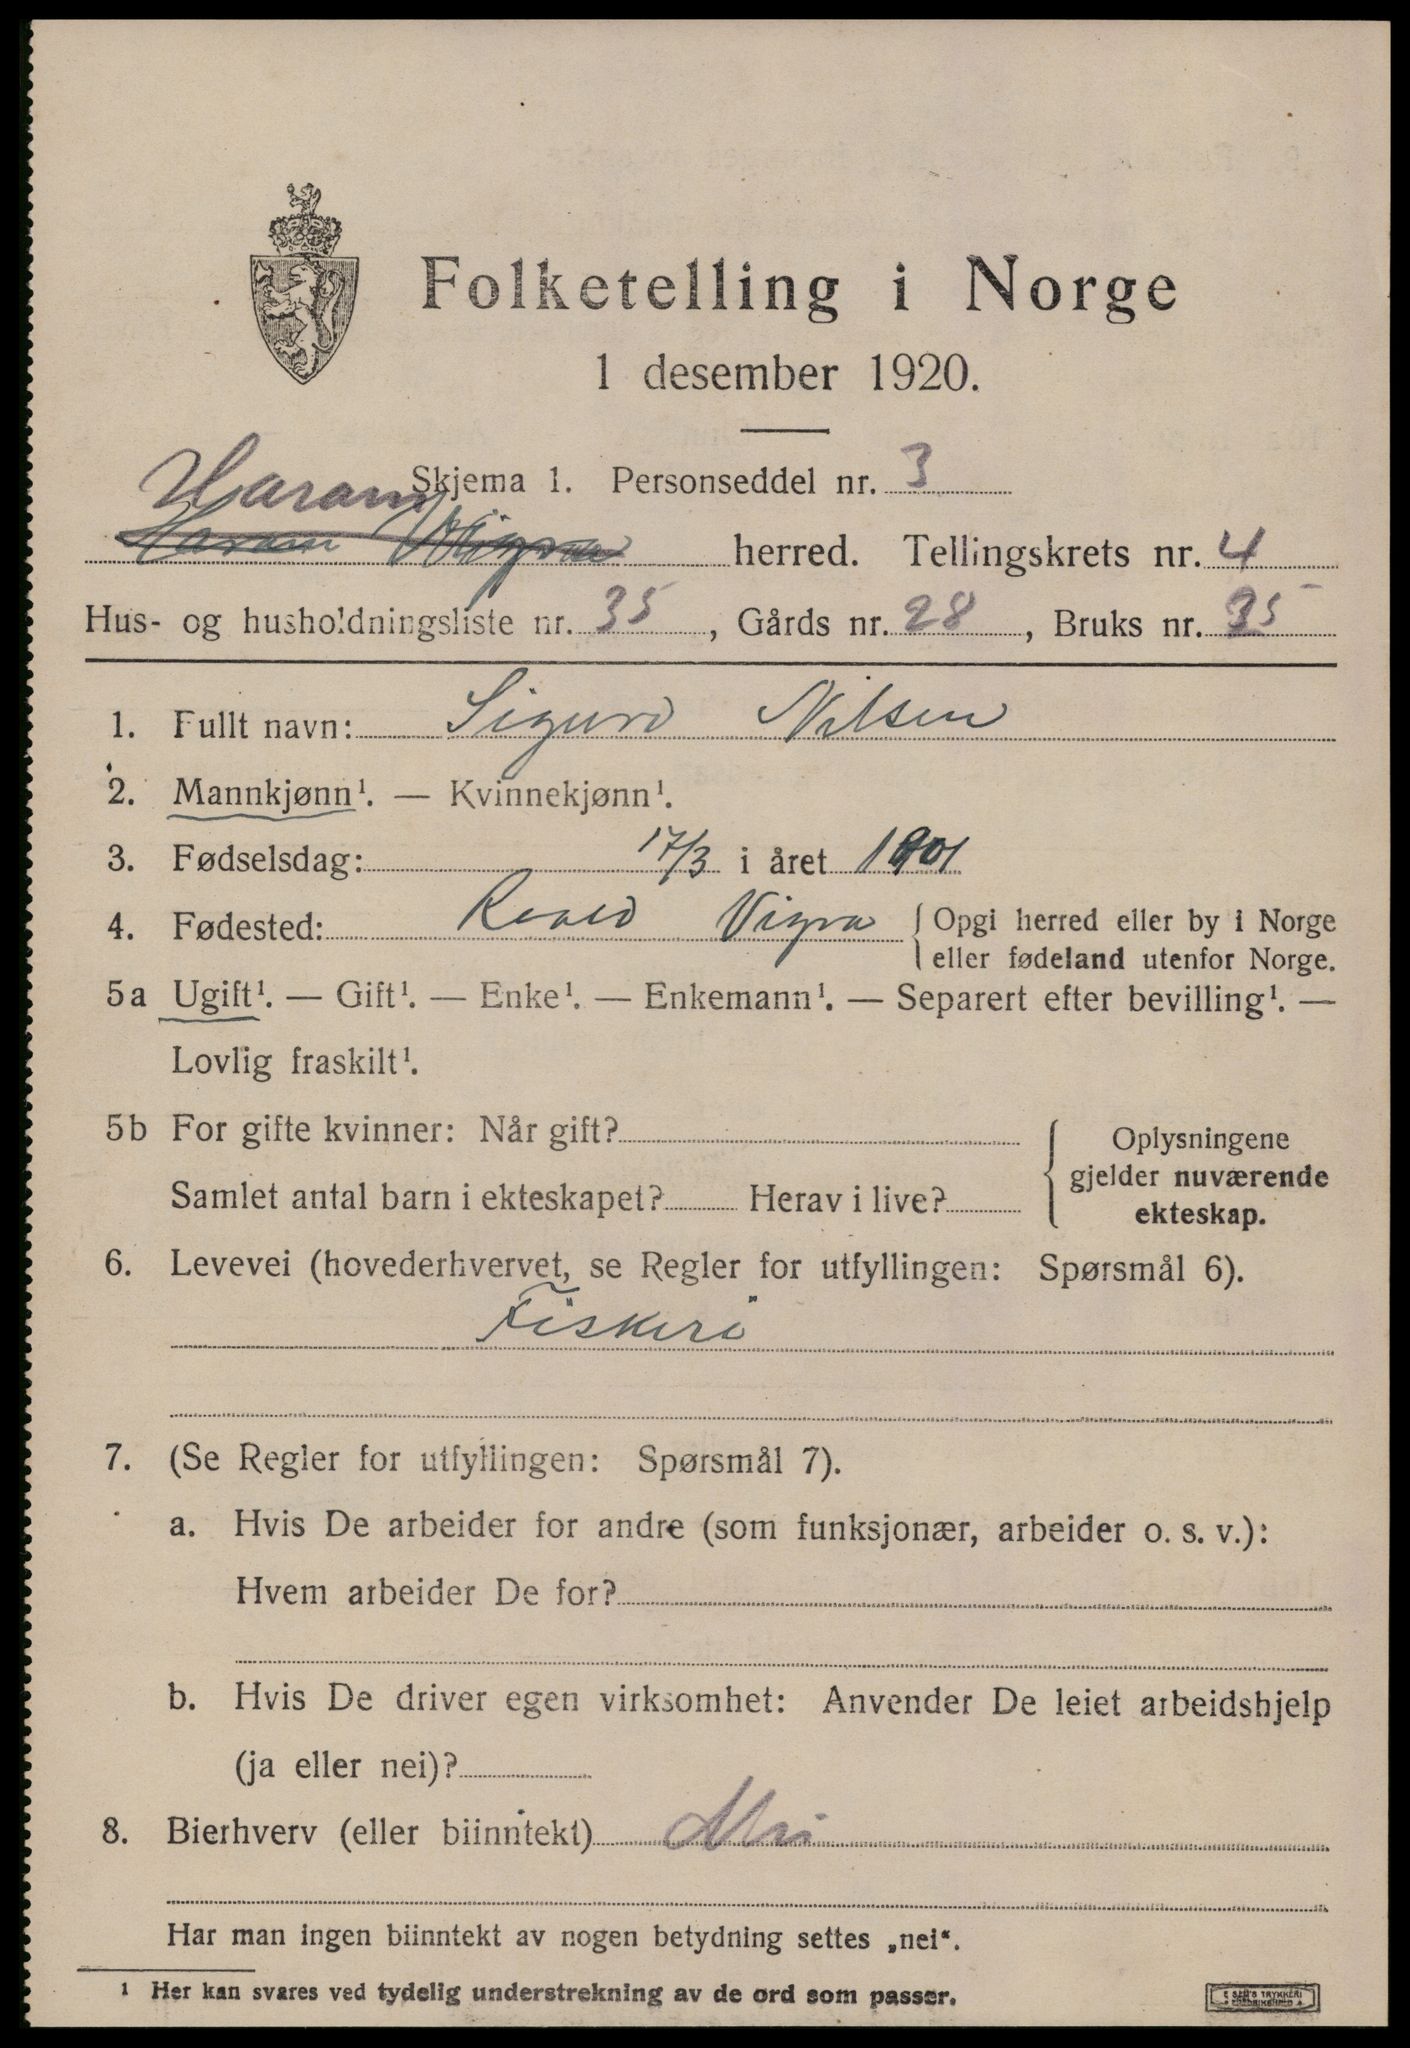 Folketelling i Norge
1 desember 1920.
Skjema 1. Personseddel nr. 3
Haram
Haram Vigra herred. Tellingskrets nr. 4
Hus- og husholdningsliste nr. 35, Gårds nr. 28, Bruks nr. 35
1. Fullt navn: Sigurd Nilsen
2. Mannkjønn¹. — Kvinnekjønn¹.
3. Fødselsdag: 17/3 i året 1901
4. Fødested: Roald Vigra { Opgi herred eller by i Norge
eller fødeland utenfor Norge.
5a Ugift¹. — Gift¹. — Enke¹. — Enkemann¹. — Separert efter bevilling¹. —
Lovlig fraskilt¹.
5b For gifte kvinner: Når gift?
Samlet antal barn i ekteskapet? Herav i live?
{ Oplysningene
gjelder nuværende
ekteskap.
6. Levevei (hovederhvervet, se Regler for utfyllingen: Spørsmål 6).
Fiskeri
7. (Se Regler for utfyllingen: Spørsmål 7).
a. Hvis De arbeider for andre (som funksjonær, arbeider o. s. v.):
Hvem arbeider De for?
b. Hvis De driver egen virksomhet: Anvender De leiet arbeidshjelp
(ja eller nei)?
8. Bierhverv (eller biinntekt)
Har man ingen biinntekt av nogen betydning settes „nei“.
¹ Her kan svares ved tydelig understrekning av de ord som passer.